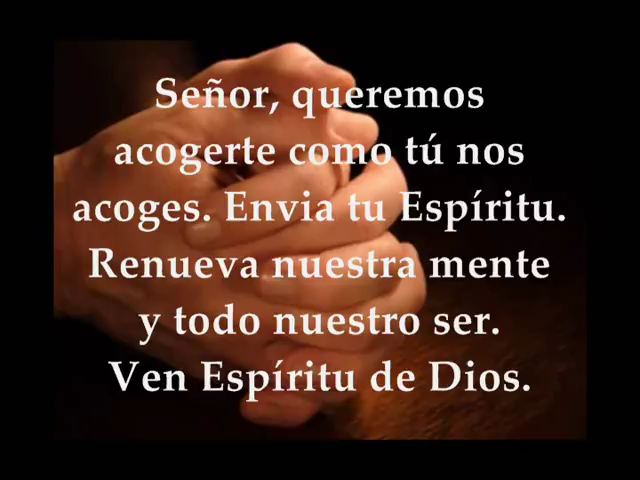 Señor, queremos
acogerte como tú nos
acoges. Envia tu Espíritu.
Renueva nuestra mente
y todo nuestro ser.
Ven Espíritu de Dios.